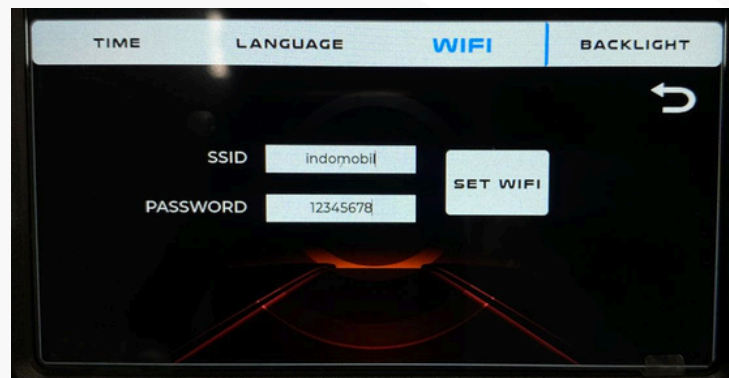 TIME LANGUAGE WIFI BACKLIGHT
SSID indomobil
SET WIFI
PASSWORD 12345678